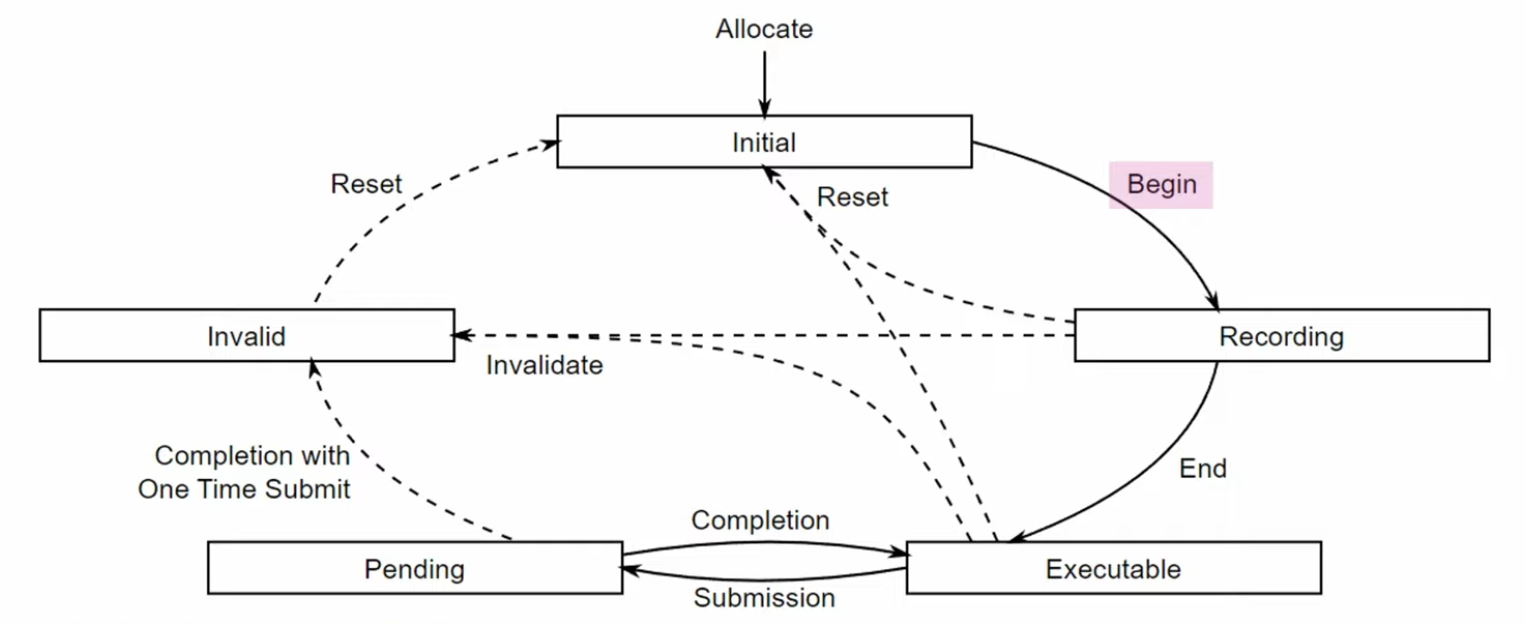 Allocate
Initial
Reset
Reset
Begin
Invalid
Invalidate
Recording
Completion with
One Time Submit
End
Completion
Pending
Executable
Submission